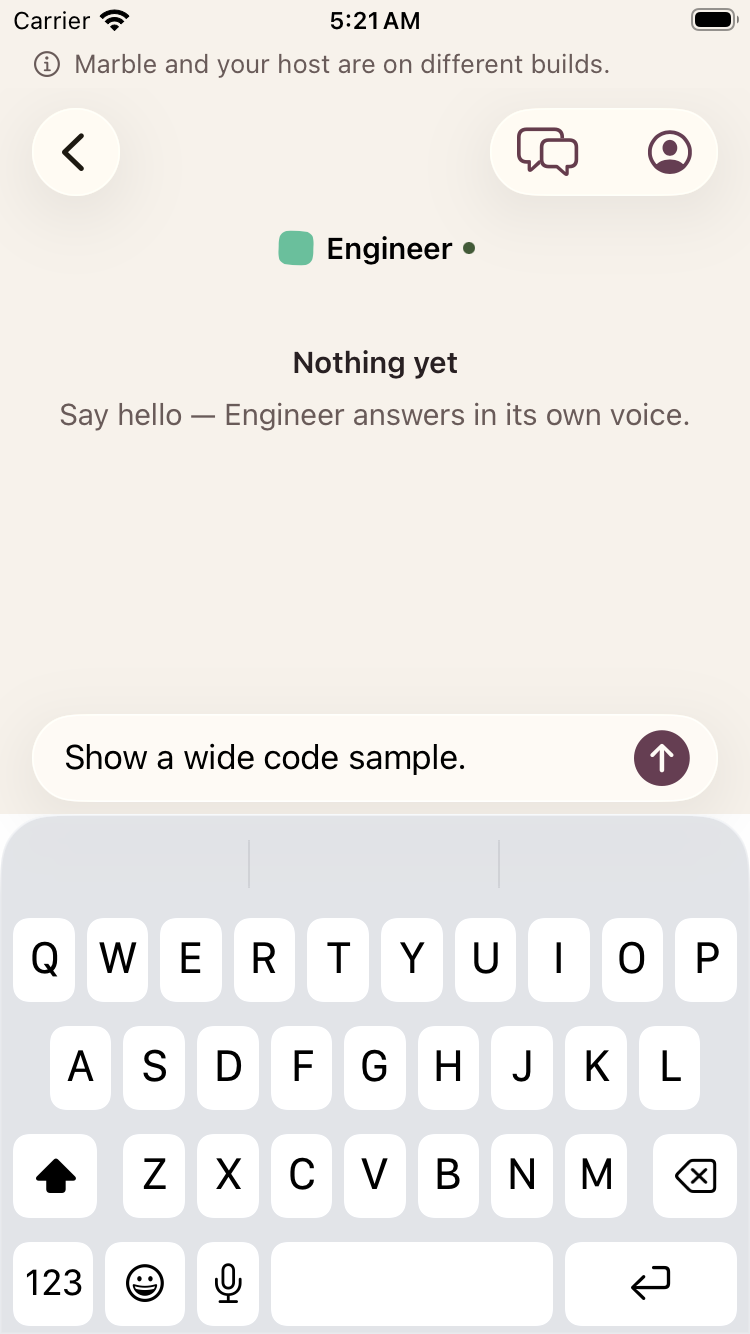 Carrier 5:21 AM
Marble and your host are on different builds.
Engineer
Nothing yet
Say hello — Engineer answers in its own voice.
Show a wide code sample.
Q W E R T Y U I O P
A S D F G H J K L
Z X C V B N M
123